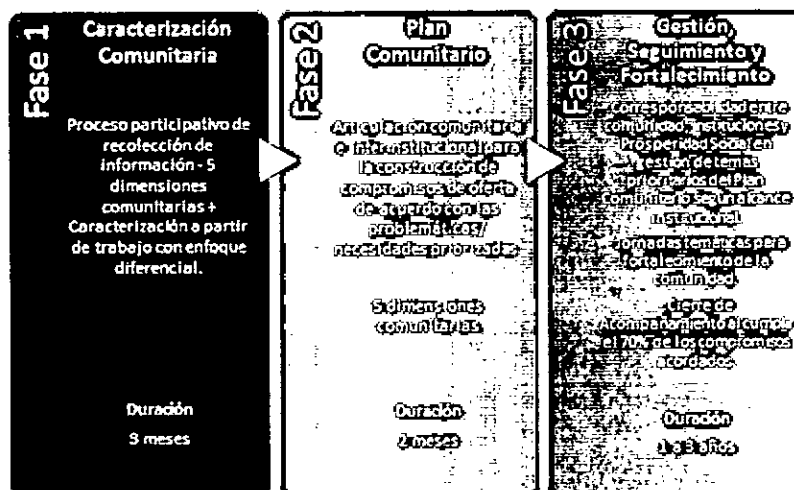 Fase 1
Caracterización
Comunitaria
Proceso participativo de
recolección de
información - 5
dimensiones
comunitarias +
Caracterización a partir
de trabajo con enfoque
diferencial.
Duración
3 meses
Fase 2
Plan
Comunitario
Articulación comunitaria
e interinstitucional para
la construcción de
compromisos de oferta
de acuerdo con las
problemáticas/
necesidades priorizadas
5 dimensiones
comunitarias
Duración
2 meses
Fase 3
Gestión,
Seguimiento y
Fortalecimiento
Corresponsabilidad entre
comunidad, instituciones y
Prosperidad Social en
gestión de temas
prioritarios del Plan
Comunitario según alcance
institucional.
Jornadas temáticas para
fortalecimiento de la
comunidad.
Cierre de
Acompañamiento al cumplir
el 70% de los compromisos
acordados.
Duración
1 a 3 años